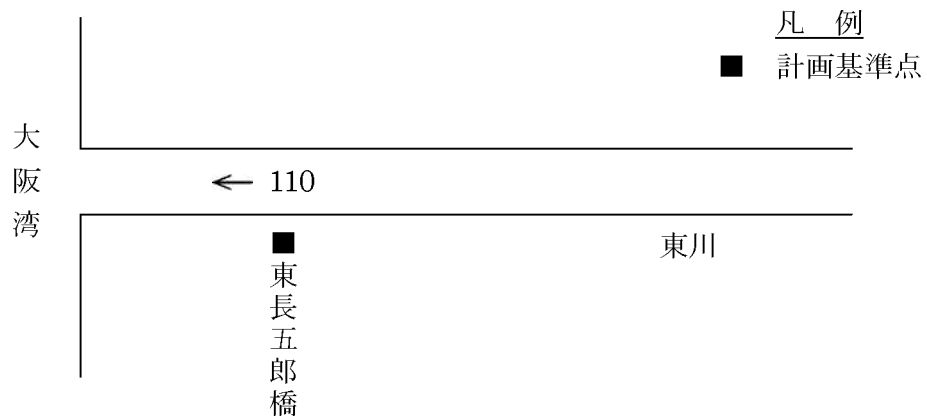 凡　例
■　計画基準点
大阪湾
← 110
東川
■
東長五郎橋